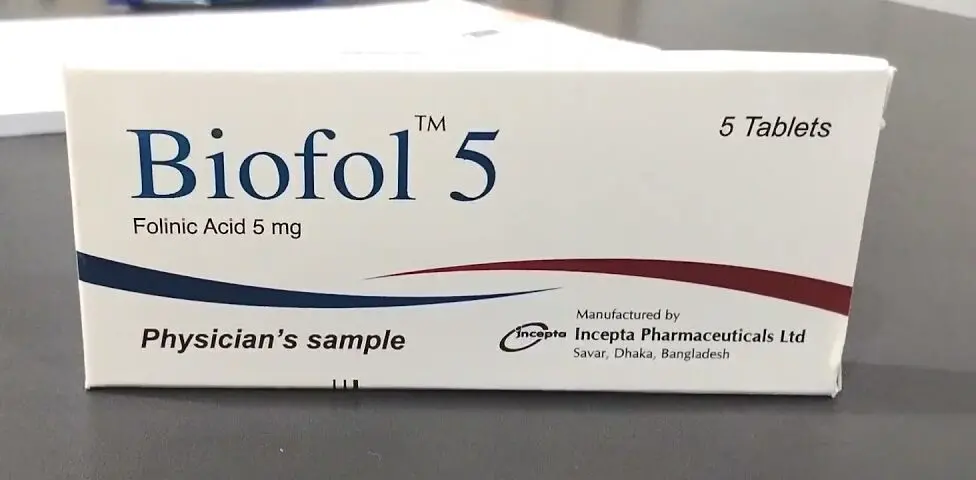 Biofol™ 5
5 Tablets
Folinic Acid 5 mg
Physician's sample
Manufactured by
incepta Incepta Pharmaceuticals Ltd
Savar, Dhaka, Bangladesh